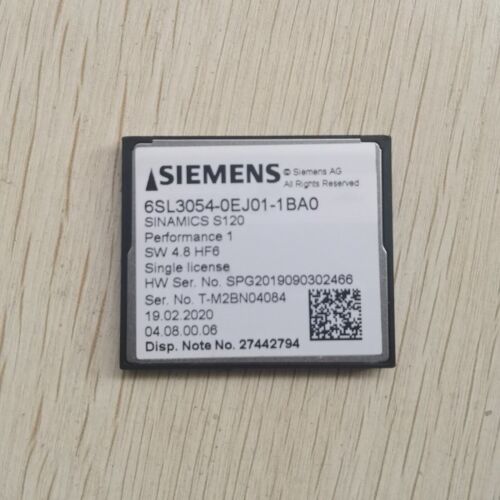 SIEMENS © Siemens AG
All Rights Reserved
6SL3054-0EJ01-1BA0
SINAMICS S120
Performance 1
SW 4.8 HF6
Single license
HW Ser. No. SPG2019090302466
Ser. No. T-M2BN04084
19.02.2020
04.08.00.06
Disp. Note No. 27442794